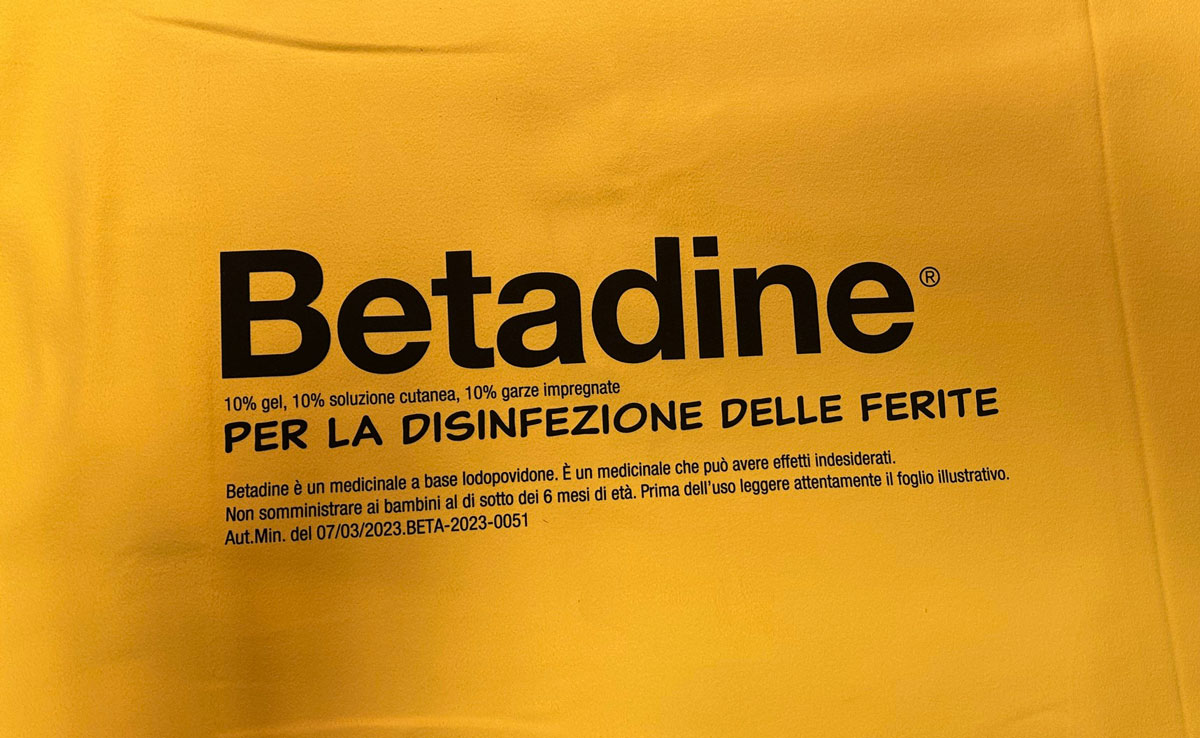 Betadine®
10% gel, 10% soluzione cutanea, 10% garze impregnate
PER LA DISINFEZIONE DELLE FERITE
Betadine è un medicinale a base Iodopovidone. È un medicinale che può avere effetti indesiderati.
Non somministrare ai bambini al di sotto dei 6 mesi di età. Prima dell'uso leggere attentamente il foglio illustrativo.
Aut.Min. del 07/03/2023.BETA-2023-0051